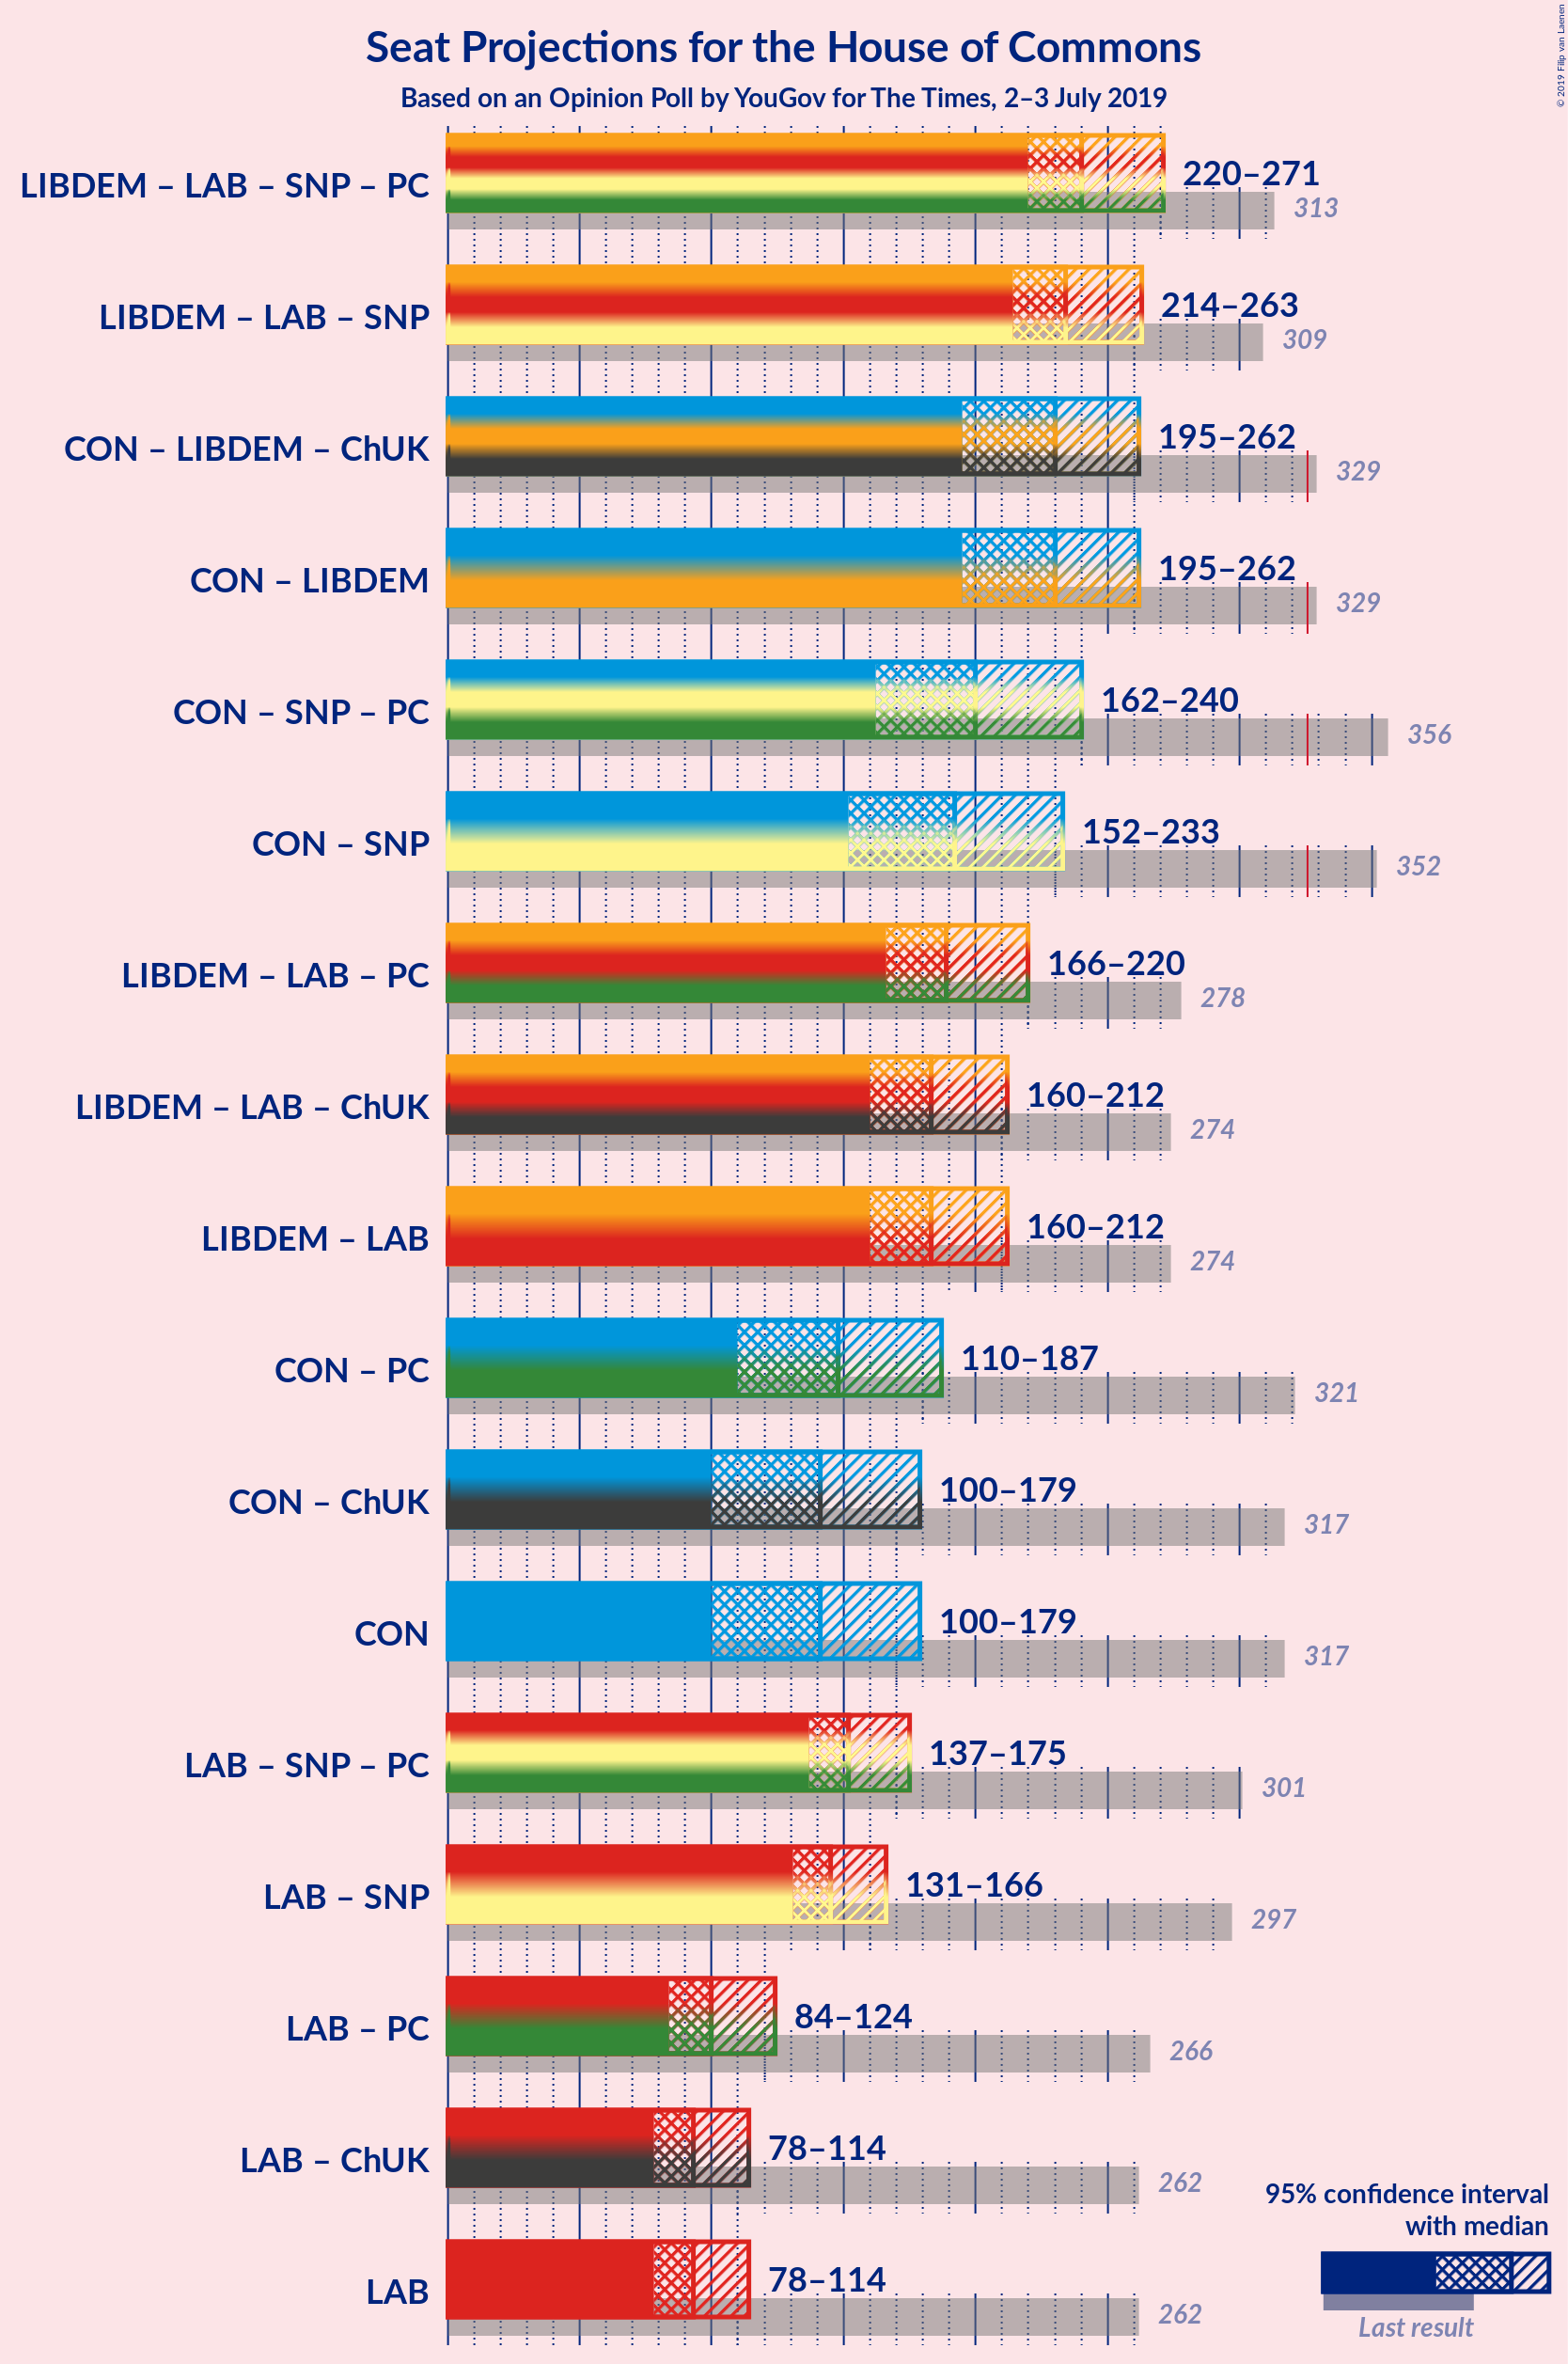 © 2019 Filip van Laenen
Seat Projections for the House of Commons
Based on an Opinion Poll by YouGov for The Times, 2–3 July 2019
LIBDEM – LAB – SNP – PC 220–271 313
LIBDEM – LAB – SNP 214–263 309
CON – LIBDEM – ChUK 195–262 329
CON – LIBDEM 195–262 329
CON – SNP – PC 162–240 356
CON – SNP 152–233 352
LIBDEM – LAB – PC 166–220 278
LIBDEM – LAB – ChUK 160–212 274
LIBDEM – LAB 160–212 274
CON – PC 110–187 321
CON – ChUK 100–179 317
CON 100–179 317
LAB – SNP – PC 137–175 301
LAB – SNP 131–166 297
LAB – PC 84–124 266
LAB – ChUK 78–114 262
LAB 78–114 262
95% confidence interval
with median
Last result